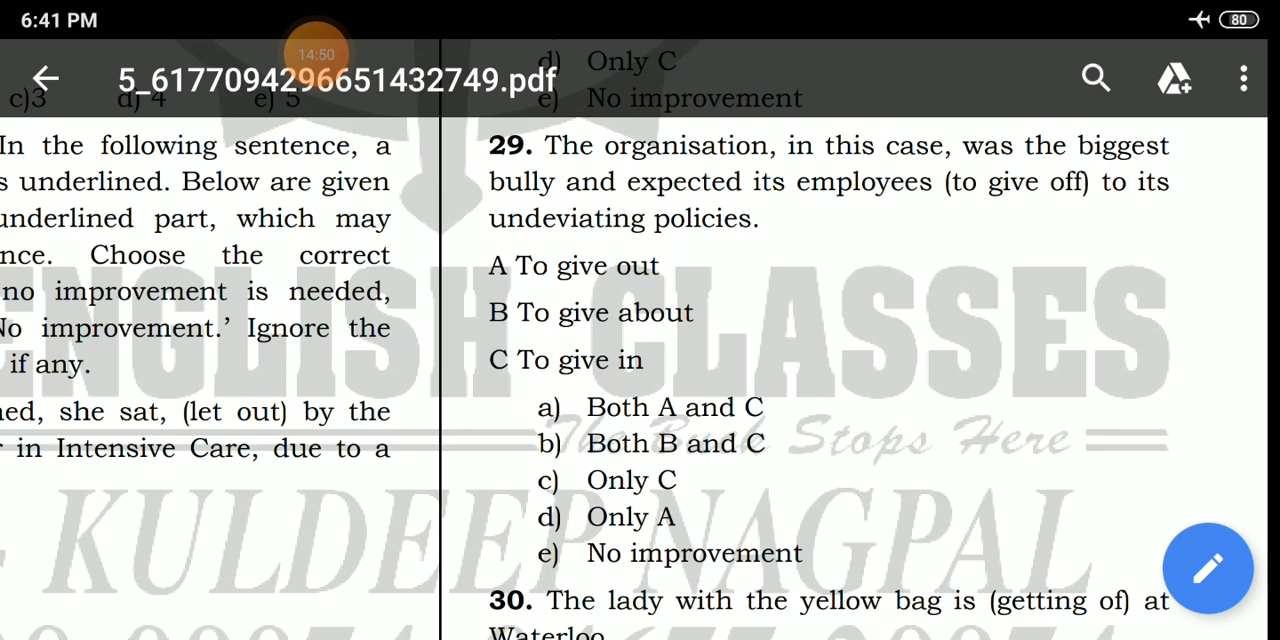 6:41 PM
80
14:50
5_6177094296651432749.pdf
c)3 d) 4 e) 5
In the following sentence, a
s underlined. Below are given
underlined part, which may
nce. Choose the correct
no improvement is needed,
No improvement.’ Ignore the
if any.
ned, she sat, (let out) by the
r in Intensive Care, due to a
d) Only C
e) No improvement
29. The organisation, in this case, was the biggest
bully and expected its employees (to give off) to its
undeviating policies.
A To give out
B To give about
C To give in
a) Both A and C
b) Both B and C
c) Only C
d) Only A
e) No improvement
30. The lady with the yellow bag is (getting of) at
Waterloo
ENGLISH CLASSES
The Buck Stops Here
KULDEEP NAGPAL